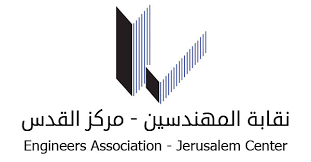 نقابة المهندسين - مركز القدس
Engineers Association - Jerusalem Center